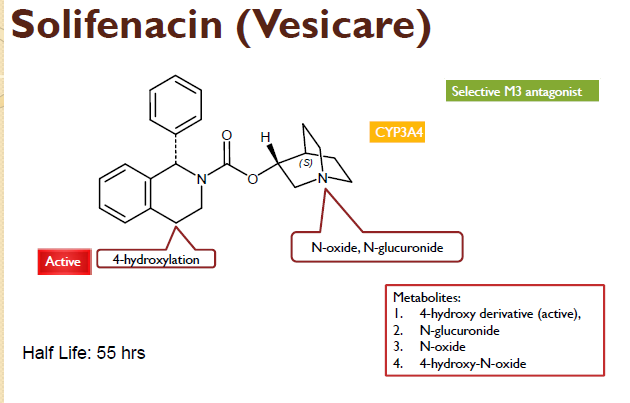 Solifenacin (Vesicare)
Selective M3 antagonist
CYP3A4
O
H
N
O
(S)
N
N-oxide, N-glucuronide
Active
4-hydroxylation
Metabolites:
1. 4-hydroxy derivative (active),
2. N-glucuronide
3. N-oxide
4. 4-hydroxy-N-oxide
Half Life: 55 hrs